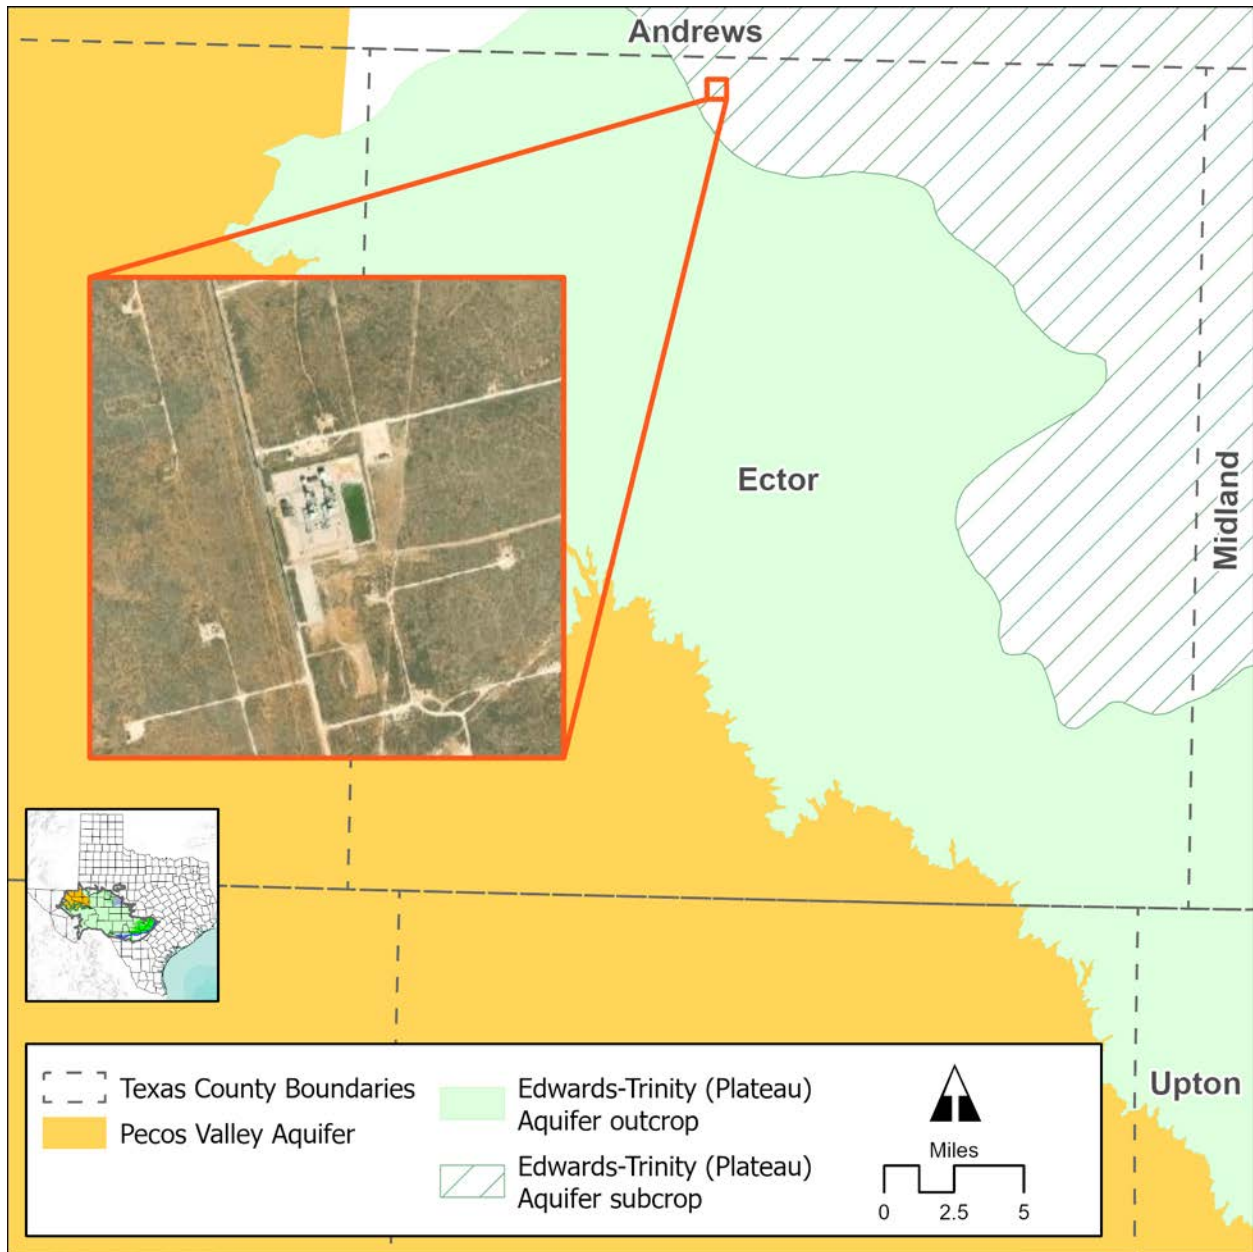 Andrews
Ector
Midland
Upton
Texas County Boundaries
Pecos Valley Aquifer
Edwards-Trinity (Plateau)
Aquifer outcrop
Edwards-Trinity (Plateau)
Aquifer subcrop
Miles
0 2.5 5